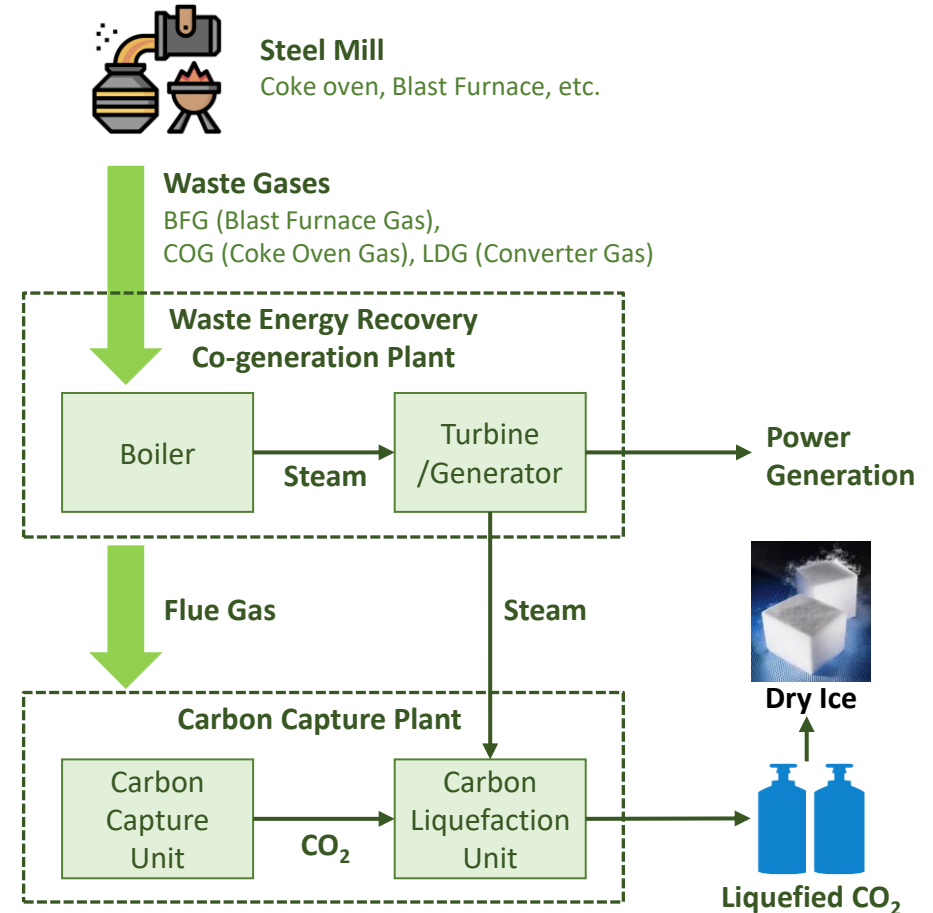 Steel Mill
Coke oven, Blast Furnace, etc.
Waste Gases
BFG (Blast Furnace Gas),
COG (Coke Oven Gas), LDG (Converter Gas)
Waste Energy Recovery
Co-generation Plant
Boiler
Steam
Turbine
/Generator
Power
Generation
Flue Gas
Steam
Dry Ice
Carbon Capture Plant
Carbon
Capture
Unit
CO₂
Carbon
Liquefaction
Unit
Liquefied CO₂